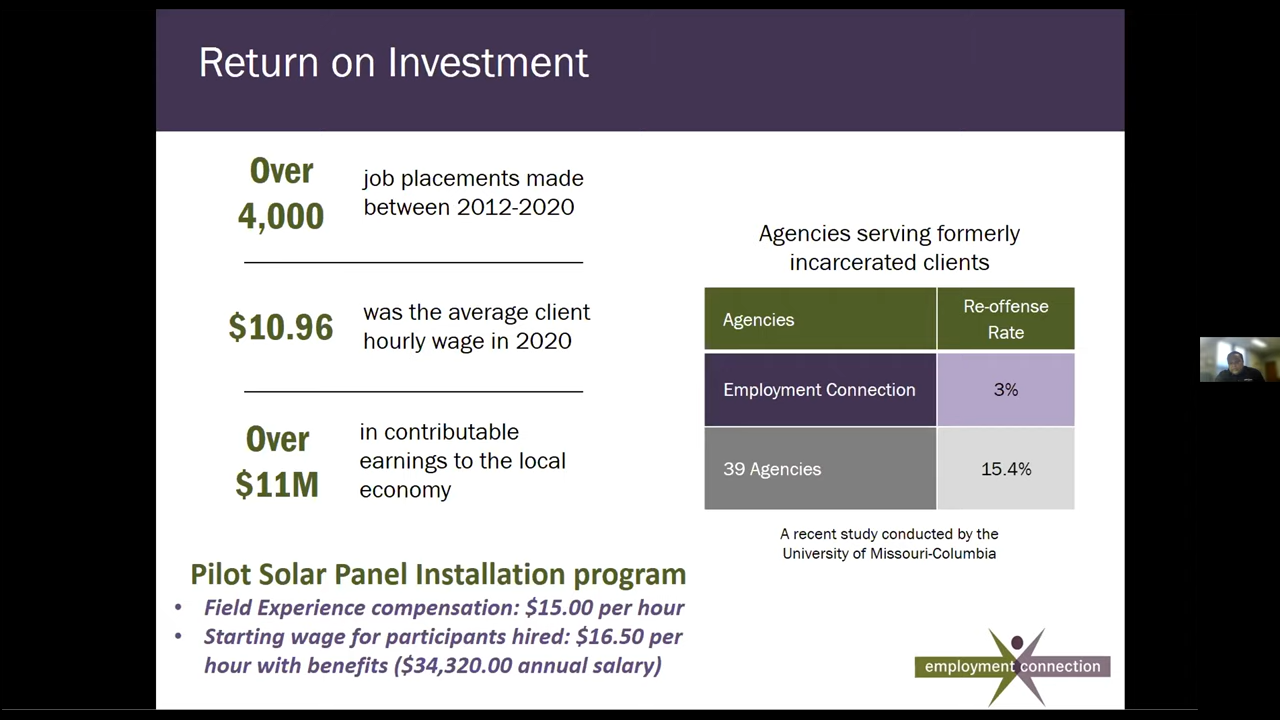 Return on Investment
Over
4,000
job placements made
between 2012-2020
$10.96
was the average client
hourly wage in 2020
Over
$11M
in contributable
earnings to the local
economy
Agencies serving formerly
incarcerated clients
Agencies
Re-offense
Rate
Employment Connection
3%
39 Agencies
15.4%
A recent study conducted by the
University of Missouri-Columbia
Pilot Solar Panel Installation program
• Field Experience compensation: $15.00 per hour
• Starting wage for participants hired: $16.50 per
hour with benefits ($34,320.00 annual salary)
employment connection